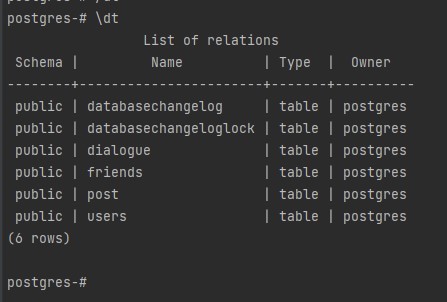 postgres-# \dt
List of relations
Schema | Name | Type | Owner
--------+---------------------+-------+----------
public | databasechangelog | table | postgres
public | databasechangeloglock | table | postgres
public | dialogue | table | postgres
public | friends | table | postgres
public | post | table | postgres
public | users | table | postgres
(6 rows)
postgres-#